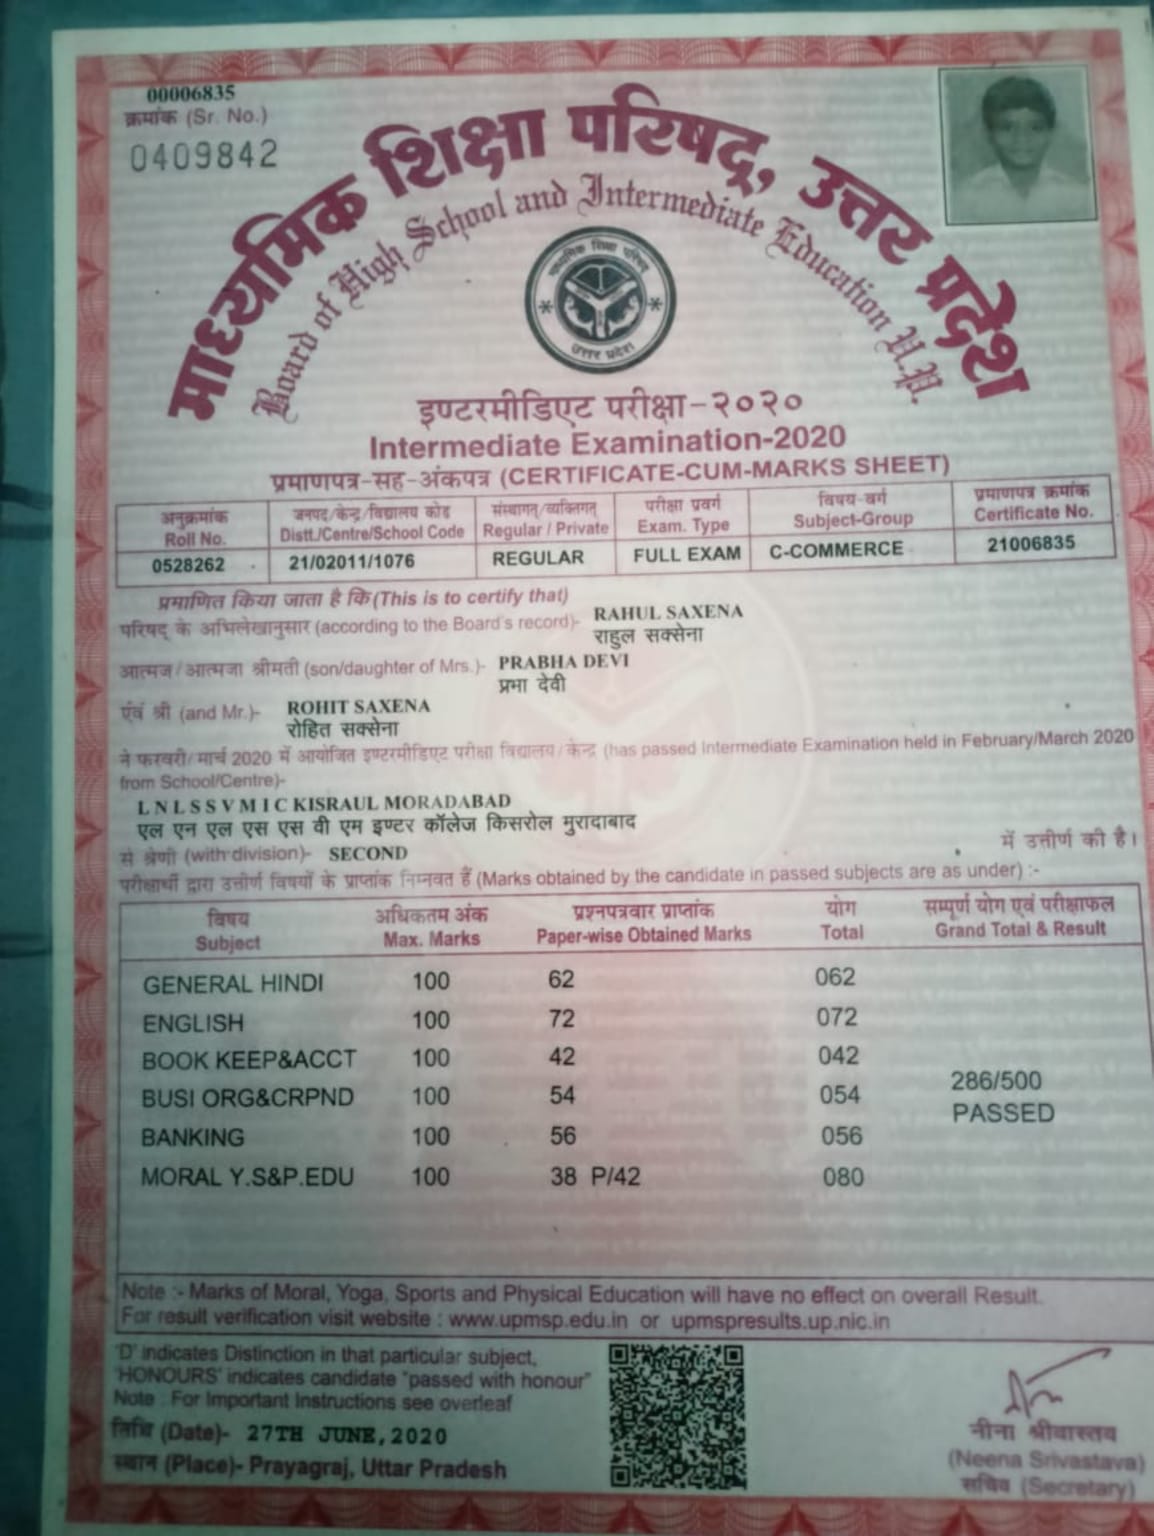 00006835
क्रमांक (Sr. No.)
0409842
माध्यमिक शिक्षा परिषद्, उत्तर प्रदेश
Board of High School and Intermediate Education U.P.
माध्यमिक शिक्षा परिषद्
उत्तर प्रदेश
इण्टरमीडिएट परीक्षा-२०२०
Intermediate Examination-2020
प्रमाणपत्र-सह-अंकपत्र (CERTIFICATE-CUM-MARKS SHEET)
अनुक्रमांक जनपद/केन्द्र/विद्यालय कोड संस्थागत्/व्यक्तिगत् परीक्षा प्रवर्ग विषय-वर्ग प्रमाणपत्र क्रमांक
Roll No. Distt./Centre/School Code Regular / Private Exam. Type Subject-Group Certificate No.
0528262 21/02011/1076 REGULAR FULL EXAM C-COMMERCE 21006835
प्रमाणित किया जाता है कि (This is to certify that)
परिषद् के अभिलेखानुसार (according to the Board's record)- RAHUL SAXENA
राहुल सक्सेना
आत्मज/आत्मजा श्रीमती (son/daughter of Mrs.)- PRABHA DEVI
प्रभा देवी
एवं श्री (and Mr.)- ROHIT SAXENA
रोहित सक्सेना
ने फरवरी/मार्च 2020 में आयोजित इण्टरमीडिएट परीक्षा विद्यालय/केन्द्र (has passed Intermediate Examination held in February/March 2020
from School/Centre)-
L N L S S V M I C KISRAUL MORADABAD
एल एन एल एस एस वी एम इण्टर कॉलेज किसरोल मुरादाबाद
से श्रेणी (with division)- SECOND में उत्तीर्ण की है।
परीक्षार्थी द्वारा उत्तीर्ण विषयों के प्राप्तांक निम्नवत हैं (Marks obtained by the candidate in passed subjects are as under) :-
विषय अधिकतम अंक प्रश्नपत्रवार प्राप्तांक योग सम्पूर्ण योग एवं परीक्षाफल
Subject Max. Marks Paper-wise Obtained Marks Total Grand Total & Result
GENERAL HINDI 100 62 062
ENGLISH 100 72 072
BOOK KEEP&ACCT 100 42 042
286/500
BUSI ORG&CRPND 100 54 054
PASSED
BANKING 100 56 056
MORAL Y.S&P.EDU 100 38 P/42 080
Note :- Marks of Moral, Yoga, Sports and Physical Education will have no effect on overall Result.
For result verification visit website : www.upmsp.edu.in or upmspresults.up.nic.in
'D' indicates Distinction in that particular subject,
'HONOURS' indicates candidate "passed with honour"
Note : For Important Instructions see overleaf
तिथि (Date)- 27TH JUNE, 2020
स्थान (Place)- Prayagraj, Uttar Pradesh
नीना श्रीवास्तव
(Neena Srivastava)
सचिव (Secretary)